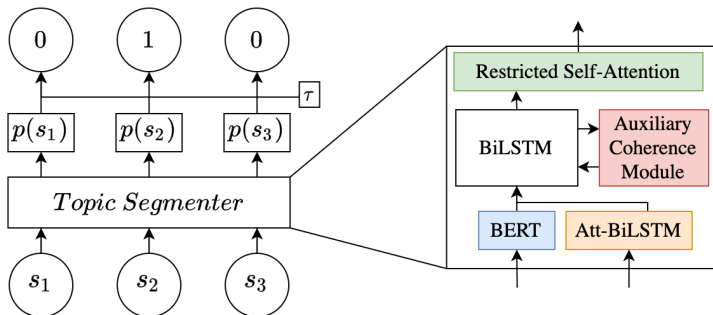 0 1 0
τ
p(s₁) p(s₂) p(s₃)
Topic Segmenter
s₁ s₂ s₃
Restricted Self-Attention
BiLSTM
Auxiliary
Coherence
Module
BERT
Att-BiLSTM